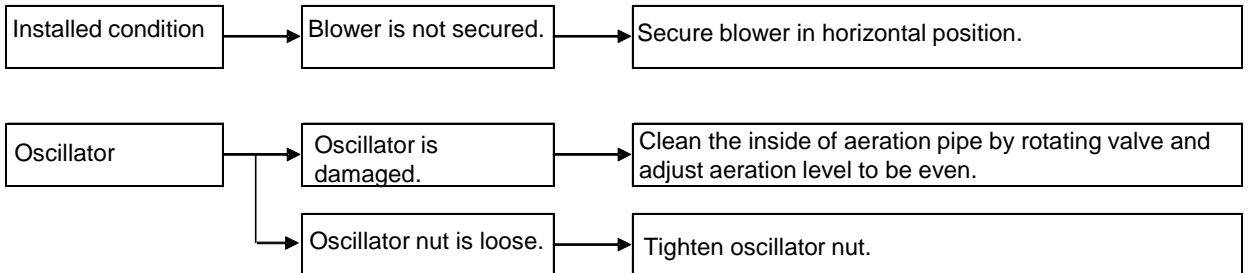 Installed condition
Blower is not secured.
Secure blower in horizontal position.
Oscillator
Oscillator is
damaged.
Clean the inside of aeration pipe by rotating valve and
adjust aeration level to be even.
Oscillator nut is loose.
Tighten oscillator nut.